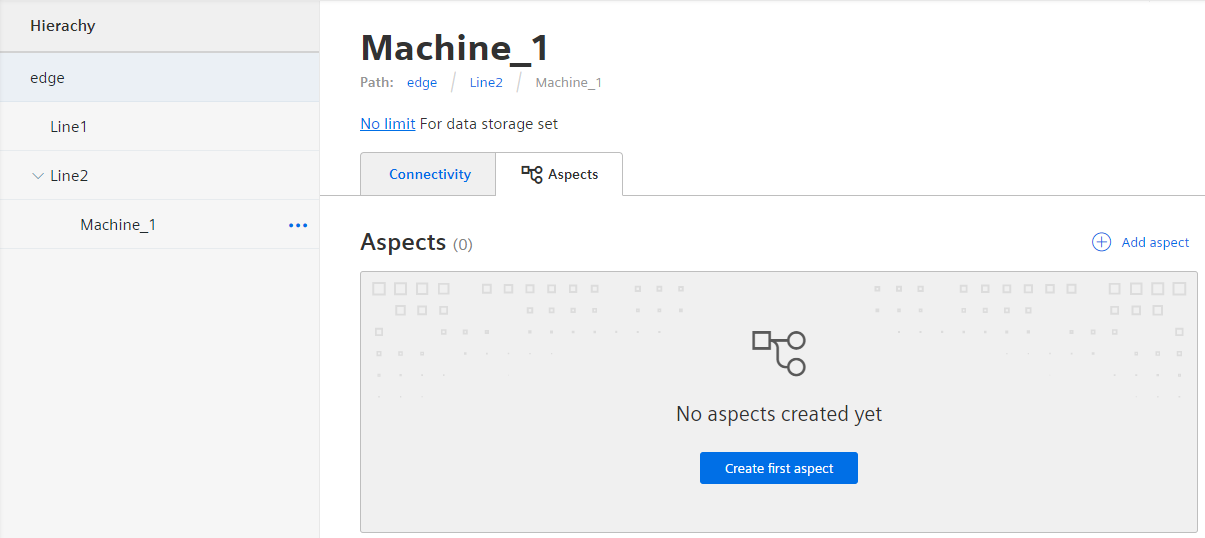 Hierachy
edge
Line1
Line2
Machine_1
Machine_1
Path: edge / Line2 / Machine_1
No limit For data storage set
Connectivity
Aspects
Aspects (0)
Add aspect
No aspects created yet
Create first aspect